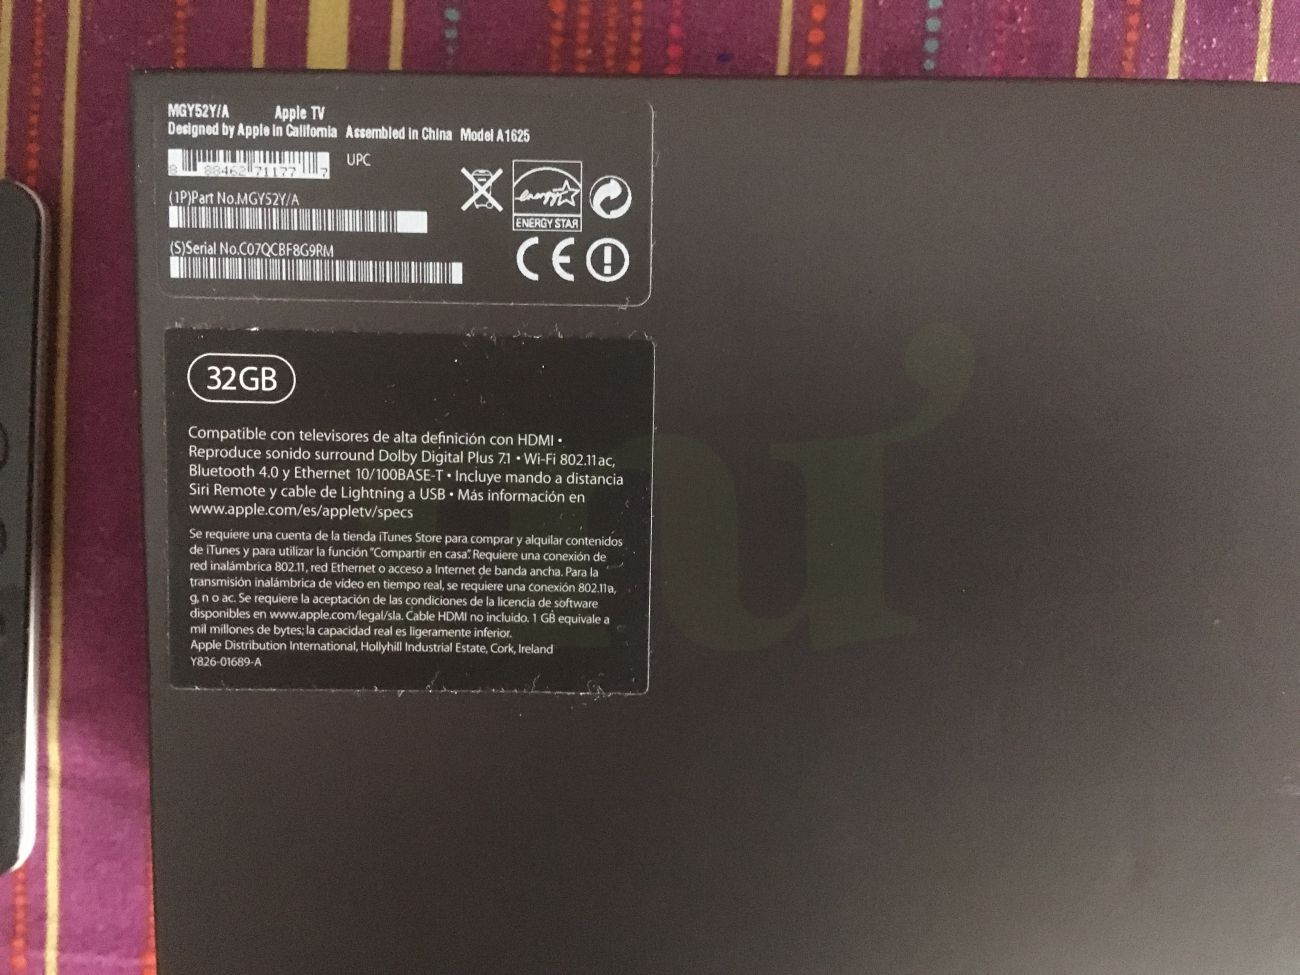 MGY52Y/A Apple TV
Designed by Apple in California Assembled in China Model A1625
8 88462 71177 7 UPC
(1P)Part No.MGY52Y/A
(S)Serial No.C07QCBF8G9RM
energy
ENERGY STAR
CE
32GB
Compatible con televisores de alta definición con HDMI •
Reproduce sonido surround Dolby Digital Plus 7.1 • Wi-Fi 802.11ac,
Bluetooth 4.0 y Ethernet 10/100BASE-T • Incluye mando a distancia
Siri Remote y cable de Lightning a USB • Más información en
www.apple.com/es/appletv/specs
Se requiere una cuenta de la tienda iTunes Store para comprar y alquilar contenidos
de iTunes y para utilizar la función "Compartir en casa". Requiere una conexión de
red inalámbrica 802.11, red Ethernet o acceso a Internet de banda ancha. Para la
transmisión inalámbrica de vídeo en tiempo real, se requiere una conexión 802.11a,
g, n o ac. Se requiere la aceptación de las condiciones de la licencia de software
disponibles en www.apple.com/legal/sla. Cable HDMI no incluido. 1 GB equivale a
mil millones de bytes; la capacidad real es ligeramente inferior.
Apple Distribution International, Hollyhill Industrial Estate, Cork, Ireland
Y826-01689-A